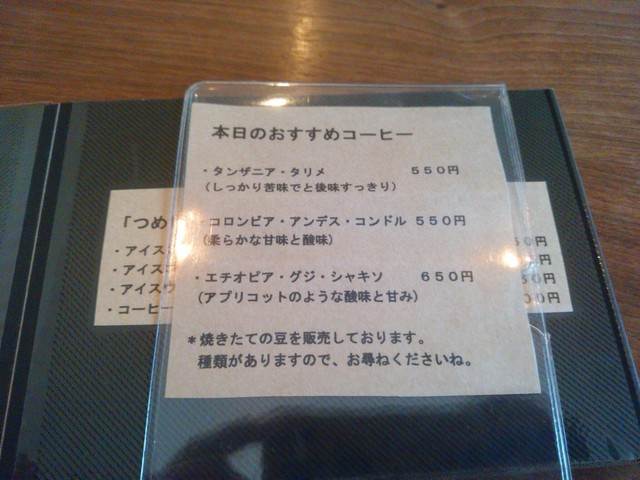 本日のおすすめコーヒー
・タンザニア・タリメ　550円
（しっかり苦味でと後味すっきり）
・コロンビア・アンデス・コンドル 550円
（柔らかな甘味と酸味）
・エチオピア・グジ・シャキソ　650円
（アプリコットのような酸味と甘み）
＊焼きたての豆を販売しております。
種類がありますので、お尋ねくださいね。
「つめ
・アイス
・アイス
・アイス
・コーヒー